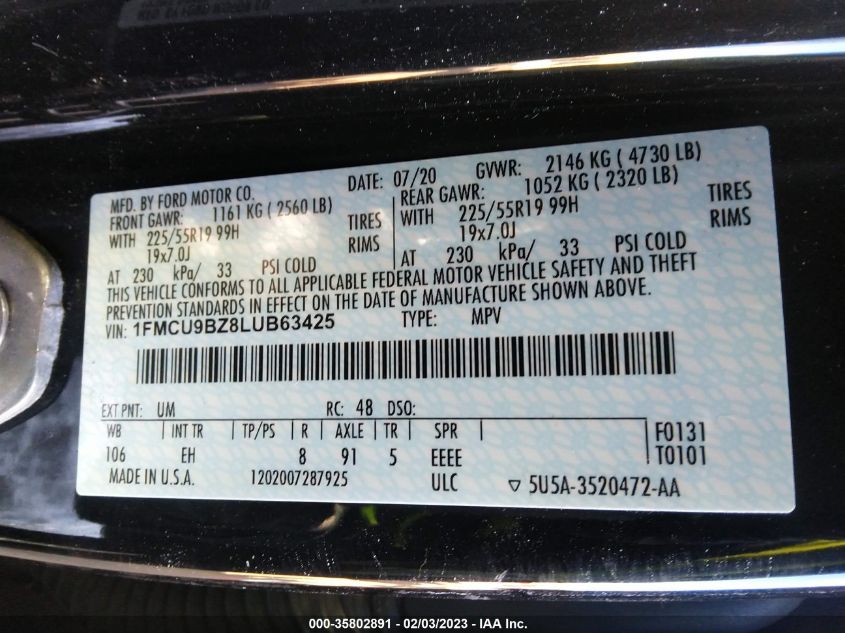 MFD. BY FORD MOTOR CO. DATE: 07/20 GVWR: 2146 KG ( 4730 LB)
FRONT GAWR: 1161 KG ( 2560 LB) REAR GAWR: 1052 KG ( 2320 LB)
WITH 225/55R19 99H TIRES WITH 225/55R19 99H TIRES
19x7.0J RIMS 19x7.0J RIMS
AT 230 kPa/ 33 PSI COLD AT 230 kPa/ 33 PSI COLD
THIS VEHICLE CONFORMS TO ALL APPLICABLE FEDERAL MOTOR VEHICLE SAFETY AND THEFT
PREVENTION STANDARDS IN EFFECT ON THE DATE OF MANUFACTURE SHOWN ABOVE.
VIN: 1FMCU9BZ8LUB63425 TYPE: MPV
EXT PNT: UM RC: 48 DSO:
WB INT TR TP/PS R AXLE TR SPR F0131
106 EH 8 91 5 EEEE T0101
MADE IN U.S.A. 1202007287925 ULC ▽ 5U5A-3520472-AA
000-35802891 - 02/03/2023 - IAA Inc.